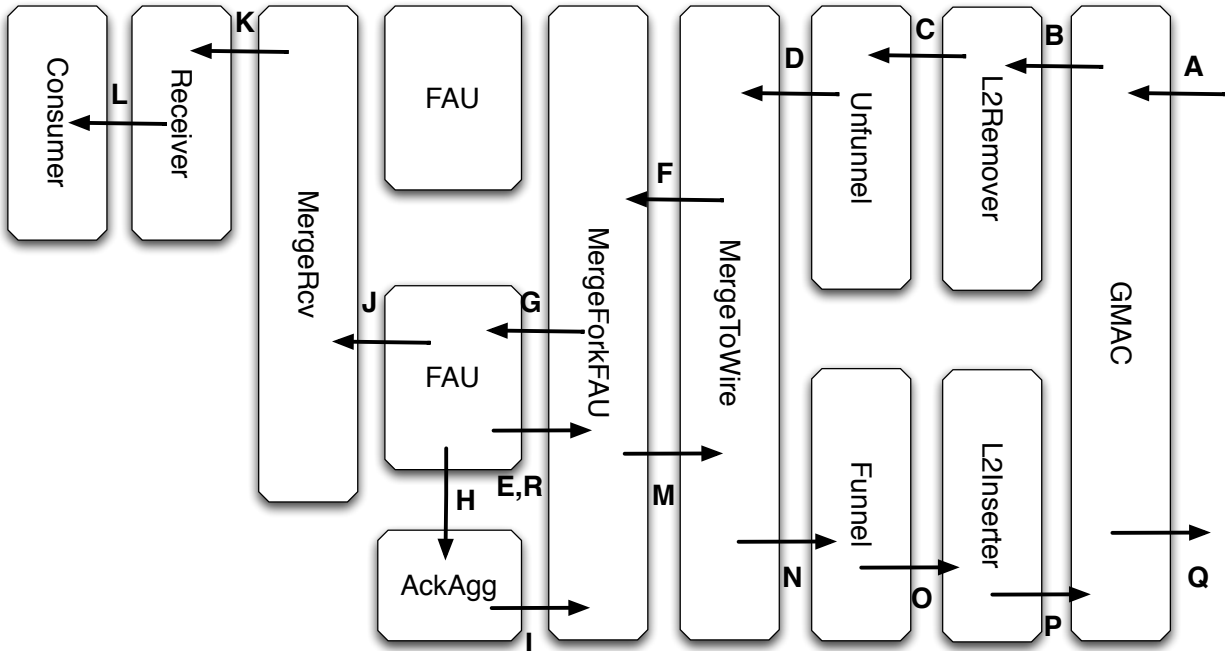 K
C
B
A
L
D
Consumer
Receiver
FAU
Unfunnel
L2Remover
F
MergeRcv
MergeForkFAU
MergeToWire
GMAC
J
G
FAU
E,R
H
M
Funnel
L2Inserter
AckAgg
N
O
P
Q
I